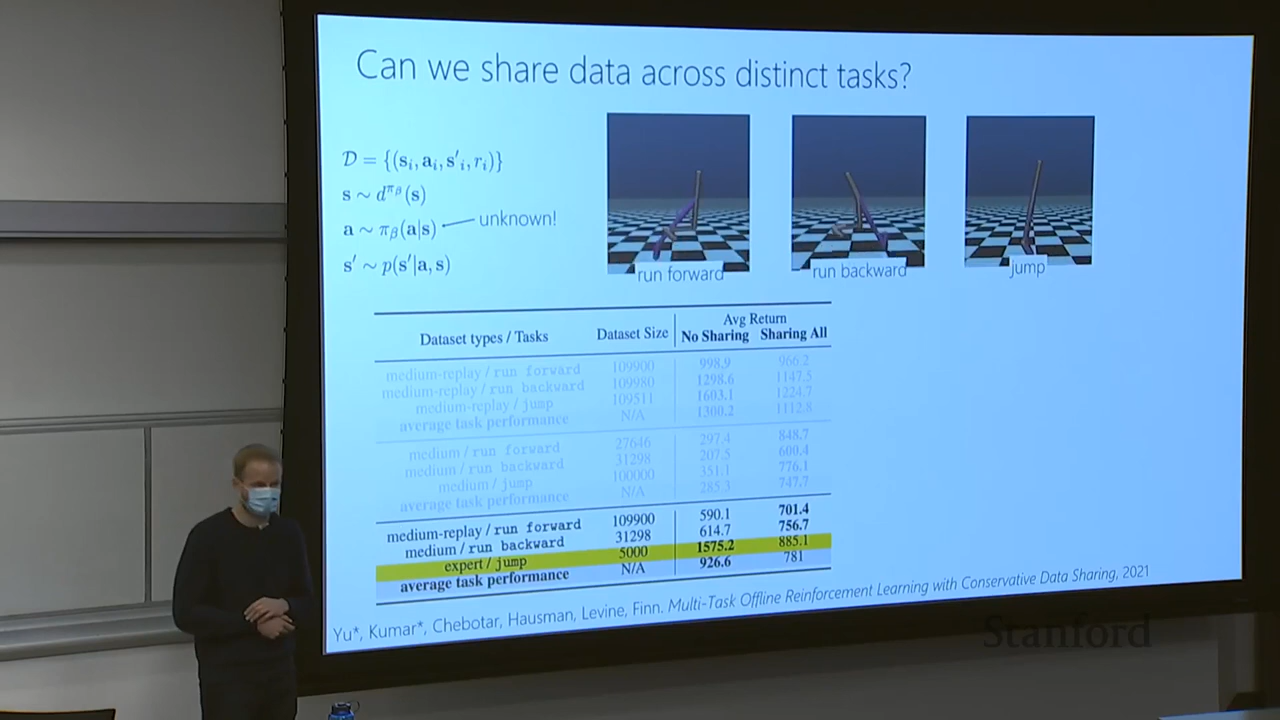 Can we share data across distinct tasks?
D = {(s_i, a_i, s'_i, r_i)}
s ∼ d^{π_β}(s)
a ∼ π_β(a|s)
unknown!
s' ∼ p(s'|a, s)
run forward
run backward
jump
Dataset types / Tasks Dataset Size Avg Return
No Sharing Sharing All
medium-replay / run forward 109900 998.9 966.2
medium-replay / run backward 109980 1298.6 1147.5
medium-replay / jump 109511 1603.1 1224.7
average task performance N/A 1300.2 1112.8
medium / run forward 27646 297.4 848.7
medium / run backward 31298 207.5 600.4
medium / jump 100000 351.1 776.1
average task performance N/A 285.3 747.7
medium-replay / run forward 109900 590.1 701.4
medium / run backward 31298 614.7 756.7
expert / jump 5000 1575.2 885.1
average task performance N/A 926.6 781
Yu*, Kumar*, Chebotar, Hausman, Levine, Finn. Multi-Task Offline Reinforcement Learning with Conservative Data Sharing, 2021
Stanford